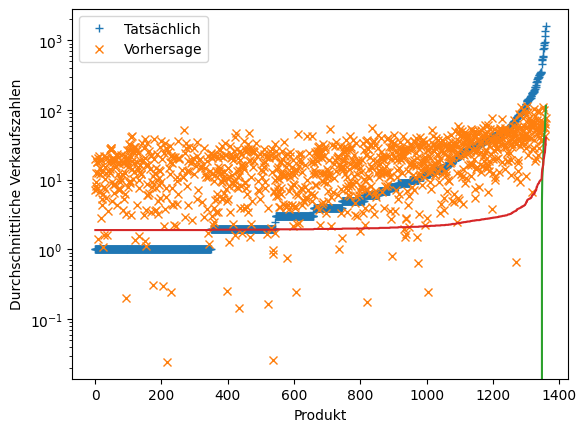 Tatsächlich
Vorhersage
Durchschnittliche Verkaufszahlen
10³
10²
10¹
10⁰
10⁻¹
0 200 400 600 800 1000 1200 1400
Produkt